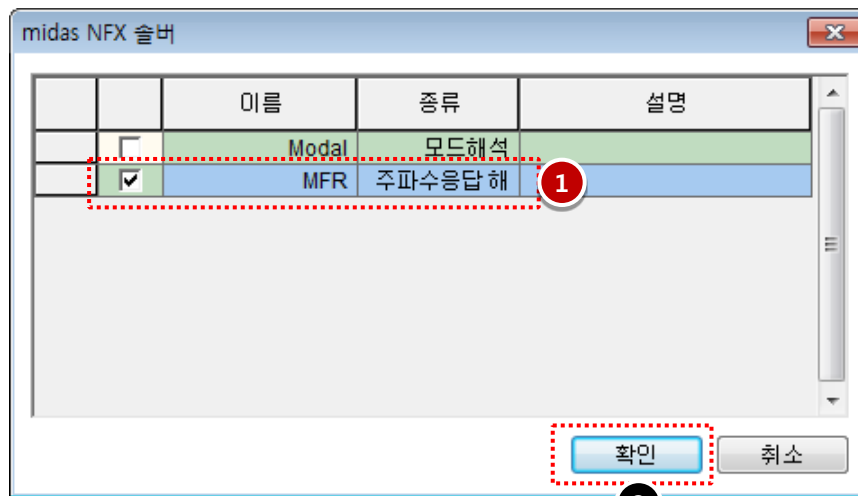 midas NFX 솔버
이름 종류 설명
Modal 모드해석
MFR 주파수응답 해 1
확인 취소